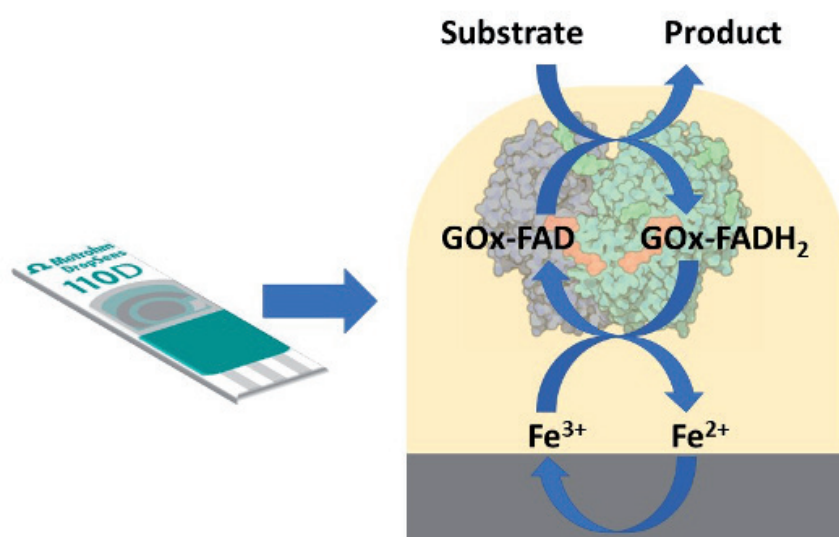 Substrate Product
GOx-FAD GOx-FADH₂
Ω Metrohm
DropSens
110D
Fe³⁺ Fe²⁺